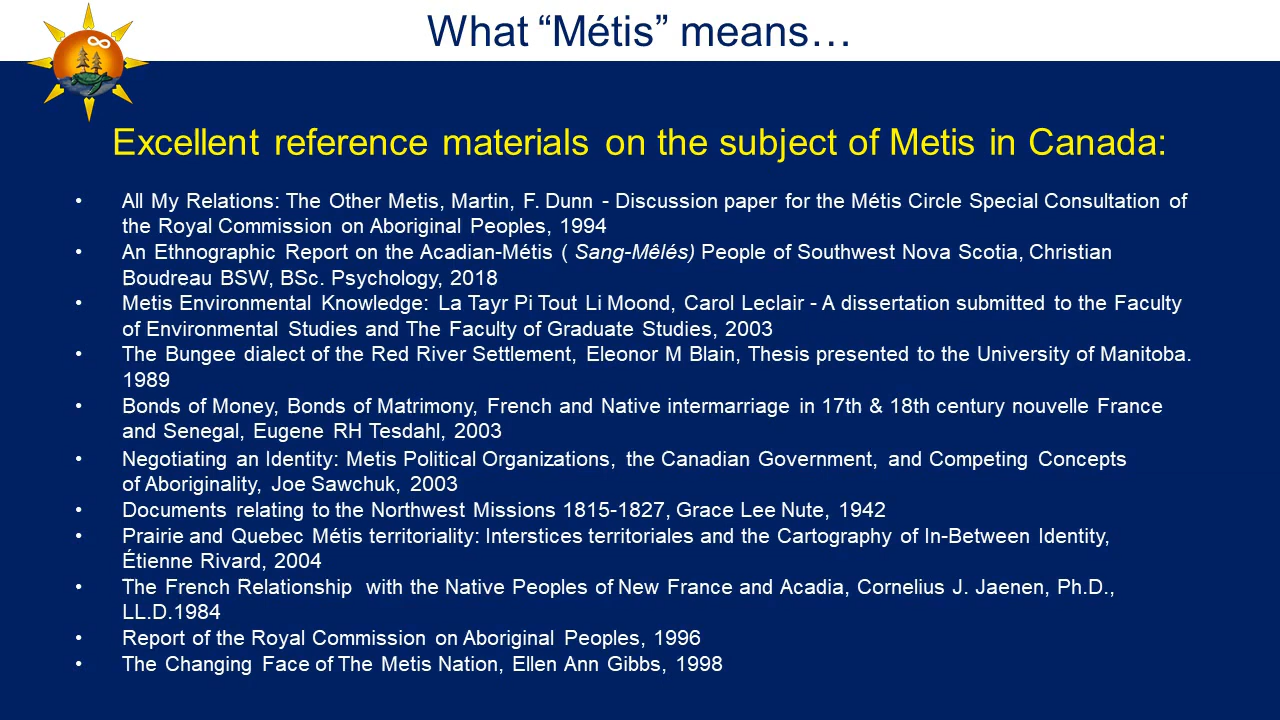 What “Métis” means…
Excellent reference materials on the subject of Metis in Canada:
• All My Relations: The Other Metis, Martin, F. Dunn - Discussion paper for the Métis Circle Special Consultation of
the Royal Commission on Aboriginal Peoples, 1994
• An Ethnographic Report on the Acadian-Métis ( Sang-Mêlés) People of Southwest Nova Scotia, Christian
Boudreau BSW, BSc. Psychology, 2018
• Metis Environmental Knowledge: La Tayr Pi Tout Li Moond, Carol Leclair - A dissertation submitted to the Faculty
of Environmental Studies and The Faculty of Graduate Studies, 2003
• The Bungee dialect of the Red River Settlement, Eleonor M Blain, Thesis presented to the University of Manitoba.
1989
• Bonds of Money, Bonds of Matrimony, French and Native intermarriage in 17th & 18th century nouvelle France
and Senegal, Eugene RH Tesdahl, 2003
• Negotiating an Identity: Metis Political Organizations, the Canadian Government, and Competing Concepts
of Aboriginality, Joe Sawchuk, 2003
• Documents relating to the Northwest Missions 1815-1827, Grace Lee Nute, 1942
• Prairie and Quebec Métis territoriality: Interstices territoriales and the Cartography of In-Between Identity,
Étienne Rivard, 2004
• The French Relationship with the Native Peoples of New France and Acadia, Cornelius J. Jaenen, Ph.D.,
LL.D.1984
• Report of the Royal Commission on Aboriginal Peoples, 1996
• The Changing Face of The Metis Nation, Ellen Ann Gibbs, 1998